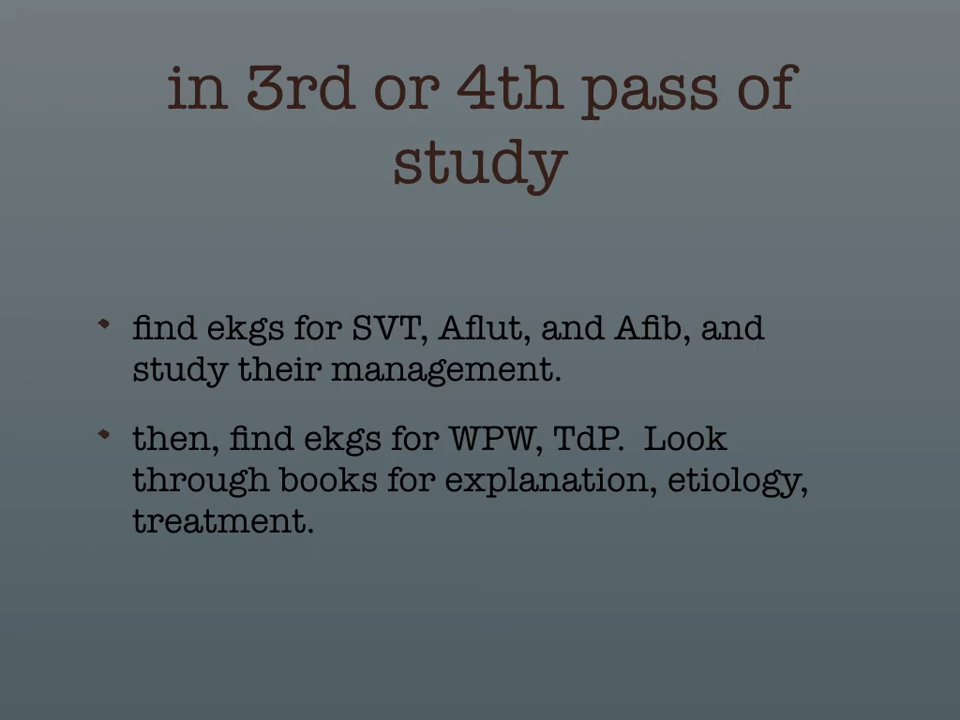 in 3rd or 4th pass of
study
find ekgs for SVT, Aflut, and Afib, and
study their management.
then, find ekgs for WPW, TdP.  Look
through books for explanation, etiology,
treatment.